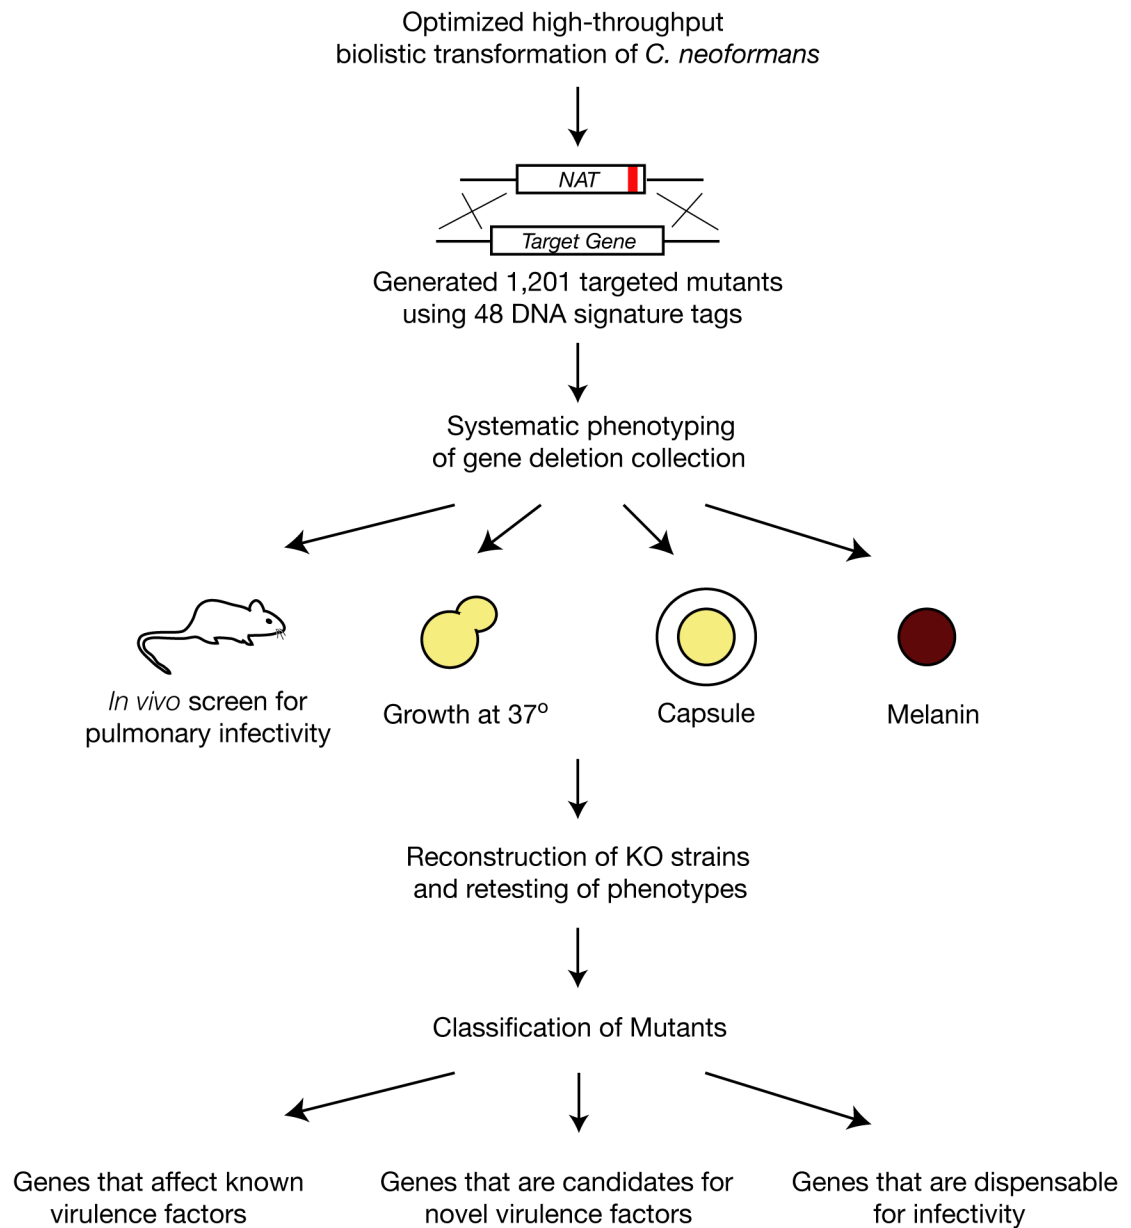 Optimized high-throughput
biolistic transformation of C. neoformans
NAT
Target Gene
Generated 1,201 targeted mutants
using 48 DNA signature tags
Systematic phenotyping
of gene deletion collection
In vivo screen for
pulmonary infectivity
Growth at 37º
Capsule
Melanin
Reconstruction of KO strains
and retesting of phenotypes
Classification of Mutants
Genes that affect known
virulence factors
Genes that are candidates for
novel virulence factors
Genes that are dispensable
for infectivity